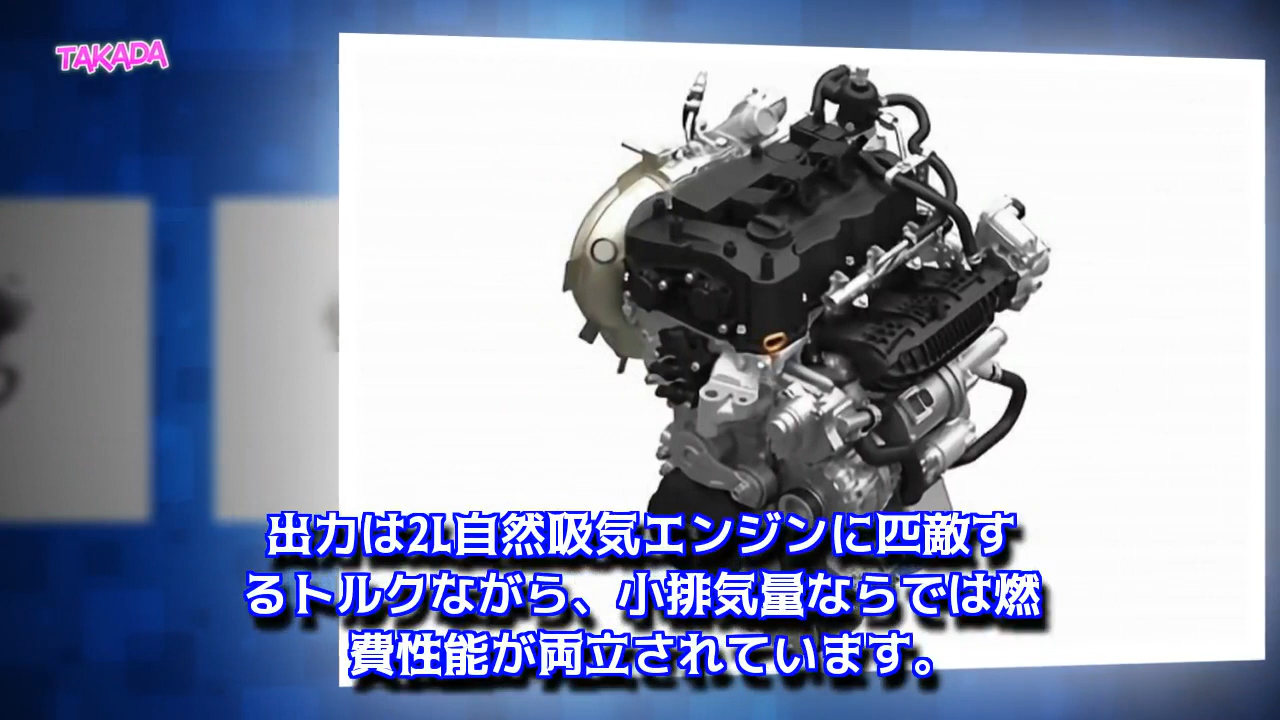 TAKADA
出力は2L自然吸気エンジンに匹敵す
るトルクながら、小排気量ならでは燃
費性能が両立されています。